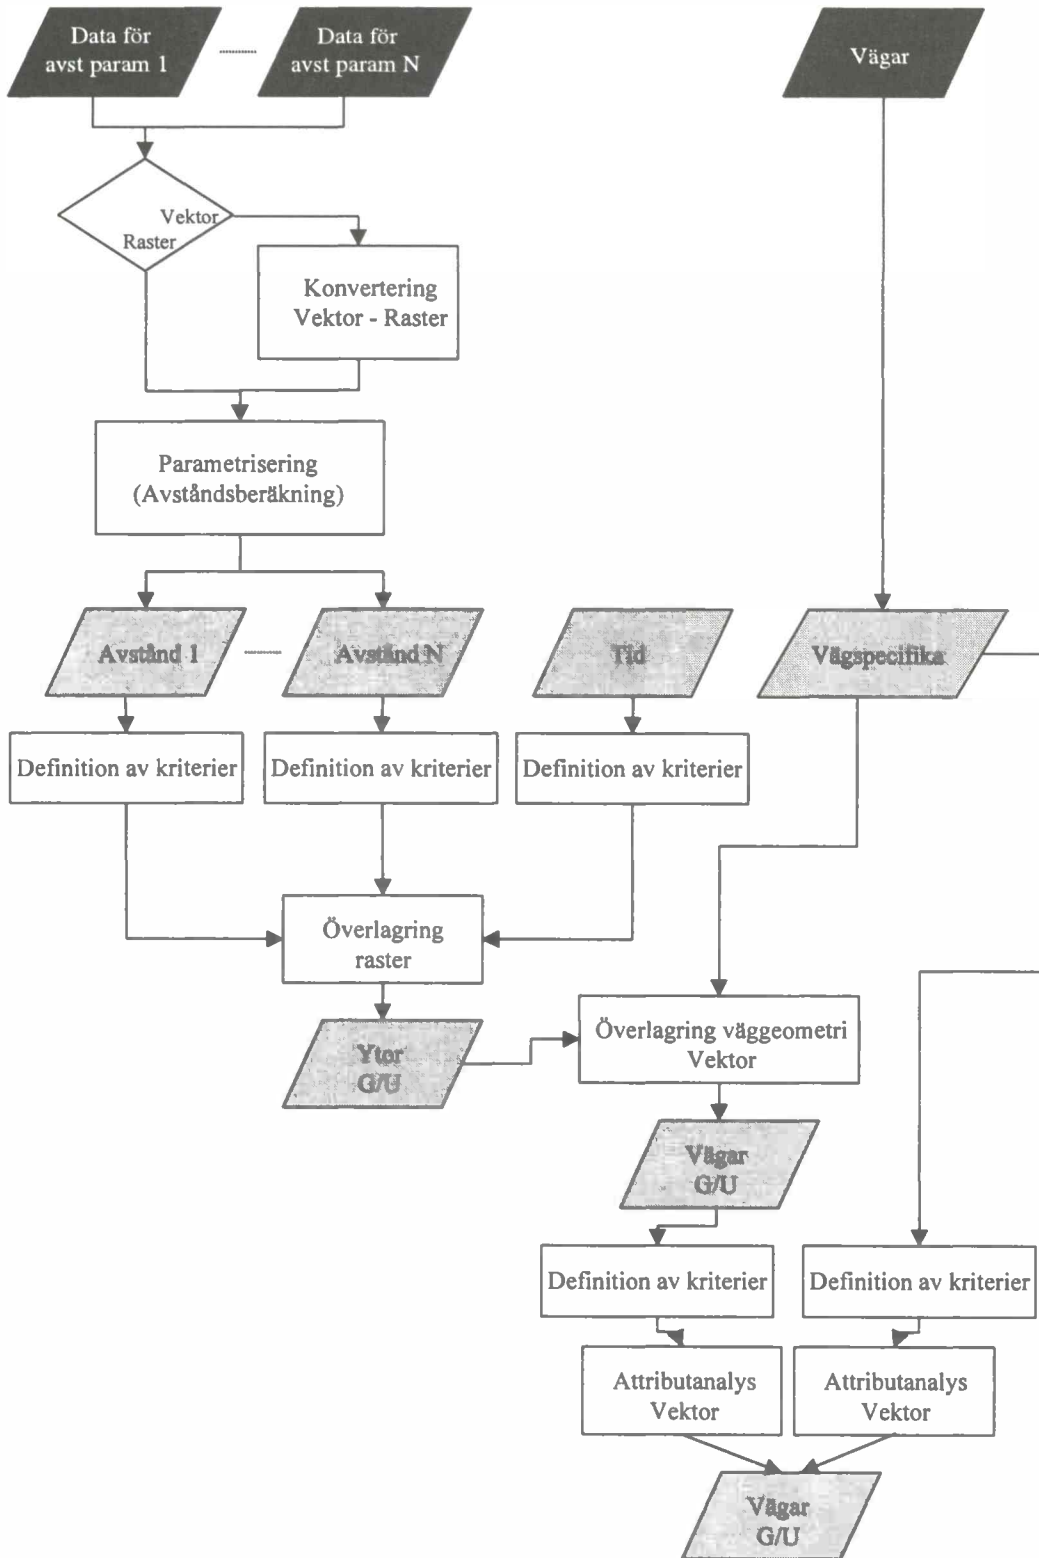 Data för
avst param 1
Data för
avst param N
Vägar
Vektor
Raster
Konvertering
Vektor - Raster
Parametrisering
(Avståndsberäkning)
Avstånd 1
Avstånd N
Tid
Vägspecifika
Definition av kriterier
Definition av kriterier
Definition av kriterier
Överlagring
raster
Ytor
G/U
Överlagring väggeometri
Vektor
Vägar
G/U
Definition av kriterier
Definition av kriterier
Attributanalys
Vektor
Attributanalys
Vektor
Vägar
G/U